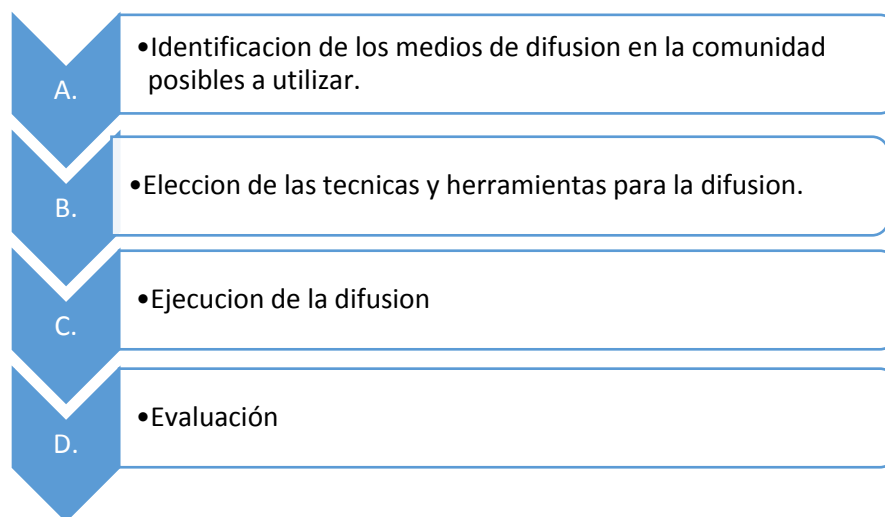 A.
•Identificacion de los medios de difusion en la comunidad
posibles a utilizar.
B.
•Eleccion de las tecnicas y herramientas para la difusion.
C.
•Ejecucion de la difusion
D.
•Evaluación